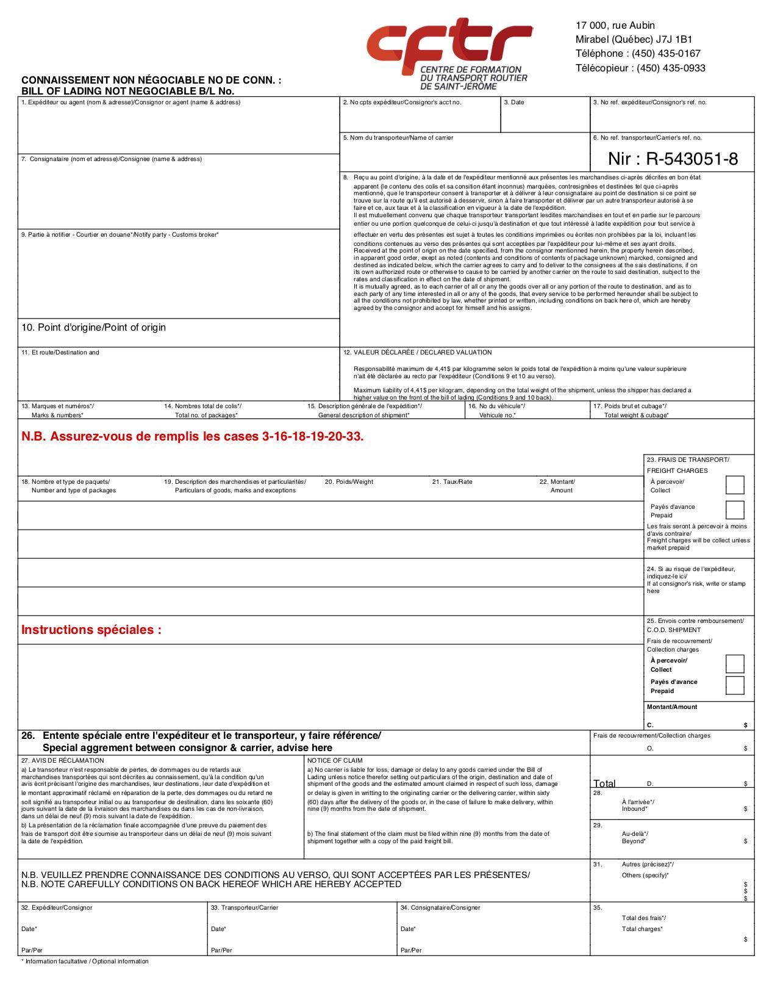 cftr
CENTRE DE FORMATION
DU TRANSPORT ROUTIER
DE SAINT-JÉRÔME
17 000, rue Aubin
Mirabel (Québec) J7J 1B1
Téléphone : (450) 435-0167
Télécopieur : (450) 435-0933
CONNAISSEMENT NON NÉGOCIABLE NO DE CONN. :
BILL OF LADING NOT NEGOCIABLE B/L No.
1. Expéditeur ou agent (nom & adresse)/Consignor or agent (name & address)
2. No cpts expéditeur/Consignor's acct no.
3. Date
3. No ref. expéditeur/Consignor's ref. no.
5. Nom du transporteur/Name of carrier
6. No ref. transporteur/Carrier's ref. no.
Nir : R-543051-8
7. Consignataire (nom et adresse)/Consignee (name & address)
8. Reçu au point d'origine, à la date et de l'expéditeur mentionné aux présentes les marchandises ci-après décrites en bon état
apparent (le contenu des colis et sa consition étant inconnus) marquées, contresignées et destinées tel que ci-après
mentionné, que le transporteur consent à transporter et à délivrer à leur consignataire au point de destination si ce point se
trouve sur la route qu'il est autorisé à desservir, sinon à faire transporter et délivrer par un autre transporteur autorisé à se
faire et ce, aux taux et à la classification en vigueur à la date de l'expédition.
Il est mutuellement convenu que chaque transporteur transportant lesdites marchandises en tout et en partie sur le parcours
entier ou une portion quelconque de celui-ci jusqu'à destination et que tout intéressé à ladite expédition pour tout service à
effectuer en vertu des présentes est sujet à toutes les conditions imprimées ou écrites non prohibées par la loi, incluant les
conditions contenues au verso des présentes qui sont acceptées par l'expéditeur pour lui-même et ses ayant droits.
Received at the point of origin on the date specified, from the consignor mentionned herein, the property herein described,
in apparent good order, exept as noted (contents and conditions of contents of package unknown) marcked, consigned and
destined as indicated below, which the carrier agrees to carry and to deliver to the consignees at the sais destinations, if on
its own authorized route or otherwise to cause to be carried by another carrier on the route to said destination, subject to the
rates and classification in effect on the date of shipment.
It is mutually agreed, as to each carrier of all or any the goods over all or any portion of the route to destination, and as to
each party of any time interested in all or any of the goods, that every service to be performed hereunder shall be subject to
all the conditions not prohibited by law, whether printed or written, including conditions on back here of, which are hereby
agreed by the consignor and accept for himself and his assigns.
9. Partie à notifier - Courtier en douane*/Notify party - Customs broker*
10. Point d'origine/Point of origin
11. Et route/Destination and
12. VALEUR DÉCLARÉE / DECLARED VALUATION
Responsabilité maximum de 4,41$ par kilogramme selon le poids total de l'expédition à moins qu'une valeur supérieure
n'ait été déclarée au recto par l'expéditeur (Conditions 9 et 10 au verso).
Maximum liability of 4,41$ per kilogram, depending on the total weight of the shipment, unless the shipper has declared a
higher value on the front of the bill of lading (Conditions 9 and 10 back).
13. Marques et numéros*/
Marks & numbers*
14. Nombres total de colis*/
Total no. of packages*
15. Description générale de l'expédition*/
General description of shipment*
16. No du véhicule*/
Vehicule no.*
17. Poids brut et cubage*/
Total weight & cubage*
N.B. Assurez-vous de remplis les cases 3-16-18-19-20-33.
18. Nombre et type de paquets/
Number and type of packages
19. Description des marchendises et particularités/
Particulars of goods, marks and exceptions
20. Poids/Weight
21. Taux/Rate
22. Montant/
Amount
23. FRAIS DE TRANSPORT/
FREIGHT CHARGES
À percevoir/
Collect
Payés d'avance
Prepaid
Les frais seront à percevoir à moins
d'avis contraire/
Freight charges will be collect unless
market prepaid
24. Si au risque de l'expéditeur,
indiquez-le ici/
If at consignor's risk, write or stamp
here
Instructions spéciales :
25. Envois contre remboursement/
C.O.D. SHIPMENT
Frais de recouvrement/
Collection charges
À percevoir/
Collect
Payés d'avance
Prepaid
Montant/Amount
C. $
26. Entente spéciale entre l'expéditeur et le transporteur, y faire référence/
Special aggrement between consignor & carrier, advise here
Frais de recouvrement/Collection charges
O. $
27. AVIS DE RÉCLAMATION
a) Le transporteur n'est responsable de pertes, de dommages ou de retards aux
marchandises transportées qui sont décrites au connaissement, qu'à la condition qu'un
avis écrit précisant l'origine des marchandises, leur destinations, leur date d'expédition et
le montant approximatif réclamé en réparation de la perte, des dommages ou du retard ne
soit signifié au transporteur initial ou au transporteur de destination, dans les soixante (60)
jours suivant la date de la livraison des marchandises ou dans les cas de non-livraison,
dans un délai de neuf (9) mois suivant la date de l'expédition.
b) La présentation de la réclamation finale accompagnée d'une preuve du paiement des
frais de transport doit être soumise au transporteur dans un délai de neuf (9) mois suivant
la date de l'expédition.
NOTICE OF CLAIM
a) No carrier is liable for loss, damage or delay to any goods carried under the Bill of
Lading unless notice therefor setting out particulars of the origin, destination and date of
shipment of the goods and the estimated amount claimed in respect of such loss, damage
or delay is given in writting to the originating carrier or the delivering carrier, within sixty
(60) days after the delivery of the goods or, in the case of failure to make delivery, within
nine (9) months from the date of shipment.
b) The final statement of the claim must be filed within nine (9) months from the date of
shipment together with a copy of the paid freight bill.
Total D. $
28.
À l'arrivée*/
Inbound* $
29.
Au-delà*/
Beyond* $
N.B. VEUILLEZ PRENDRE CONNAISSANCE DES CONDITIONS AU VERSO, QUI SONT ACCEPTÉES PAR LES PRÉSENTES/
N.B. NOTE CAREFULLY CONDITIONS ON BACK HEREOF WHICH ARE HEREBY ACCEPTED
31. Autres (précisez)*/
Others (specify)*
$
$
$
32. Expéditeur/Consignor
Date*
Par/Per
33. Transporteur/Carrier
Date*
Par/Per
34. Consignataire/Consigner
Date*
Par/Per
35.
Total des frais*/
Total charges*
$
* Information facultative / Optional information